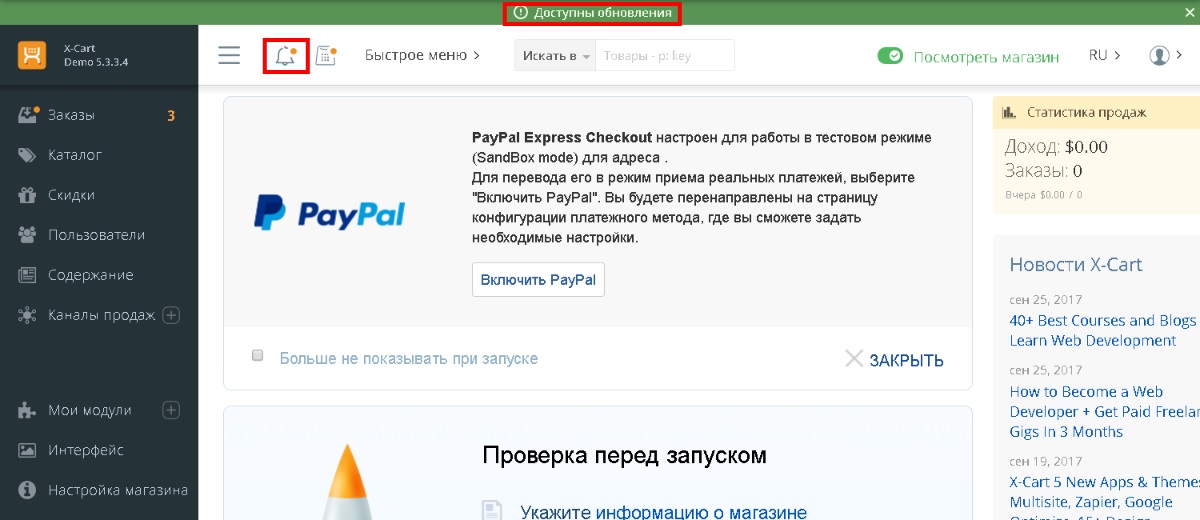 Доступны обновления
X-Cart
Demo 5.3.3.4
Быстрое меню
Искать в
Товары - p: key
Посмотреть магазин
RU
Заказы
3
Каталог
Скидки
Пользователи
Содержание
Каналы продаж
Мои модули
Интерфейс
Настройка магазина
PayPal
PayPal Express Checkout настроен для работы в тестовом режиме
(SandBox mode) для адреса .
Для перевода его в режим приема реальных платежей, выберите
"Включить PayPal". Вы будете перенаправлены на страницу
конфигурации платежного метода, где вы сможете задать
необходимые настройки.
Включить PayPal
Больше не показывать при запуске
ЗАКРЫТЬ
Проверка перед запуском
Укажите информацию о магазине
Статистика продаж
Доход: $0.00
Заказы: 0
Вчера $0.00 / 0
Новости X-Cart
сен 25, 2017
40+ Best Courses and Blogs
Learn Web Development
сен 25, 2017
How to Become a Web
Developer + Get Paid Freelan
Gigs In 3 Months
сен 19, 2017
X-Cart 5 New Apps & Themes
Multisite, Zapier, Google